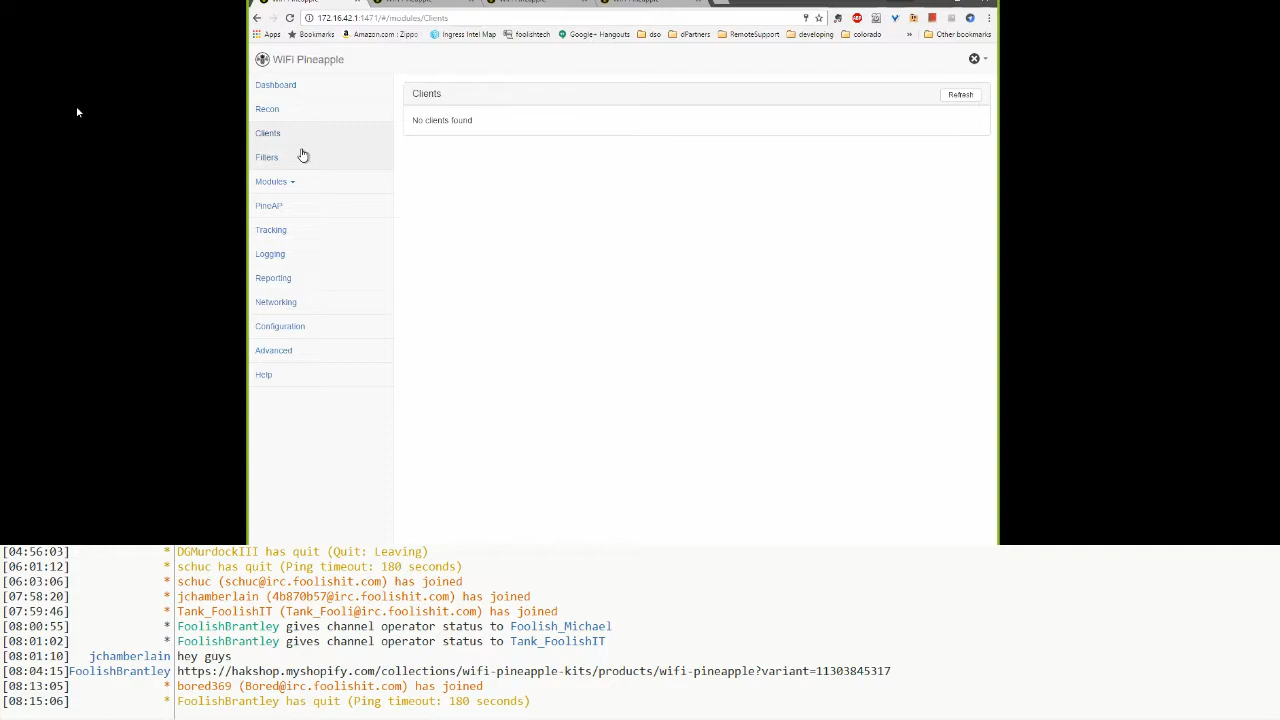 172.16.42.1:1471/#/modules/Clients
Apps Bookmarks Amazon.com : Zippo Ingress Intel Map foolishtech Google+ Hangouts dso dPartners RemoteSupport developing colorado » Other bookmarks
WiFi Pineapple
Dashboard
Recon
Clients
Filters
Modules
PineAP
Tracking
Logging
Reporting
Networking
Configuration
Advanced
Help
Clients
Refresh
No clients found
[04:56:03] * DGMurdockIII has quit (Quit: Leaving)
[06:01:12] * schuc has quit (Ping timeout: 180 seconds)
[06:03:06] * schuc (schuc@irc.foolishit.com) has joined
[07:58:20] * jchamberlain (4b870b57@irc.foolishit.com) has joined
[07:59:46] * Tank_FoolishIT (Tank_Fooli@irc.foolishit.com) has joined
[08:00:55] * FoolishBrantley gives channel operator status to Foolish_Michael
[08:01:02] * FoolishBrantley gives channel operator status to Tank_FoolishIT
[08:01:10] jchamberlain hey guys
[08:04:15]FoolishBrantley https://hakshop.myshopify.com/collections/wifi-pineapple-kits/products/wifi-pineapple?variant=11303845317
[08:13:05] * bored369 (Bored@irc.foolishit.com) has joined
[08:15:06] * FoolishBrantley has quit (Ping timeout: 180 seconds)